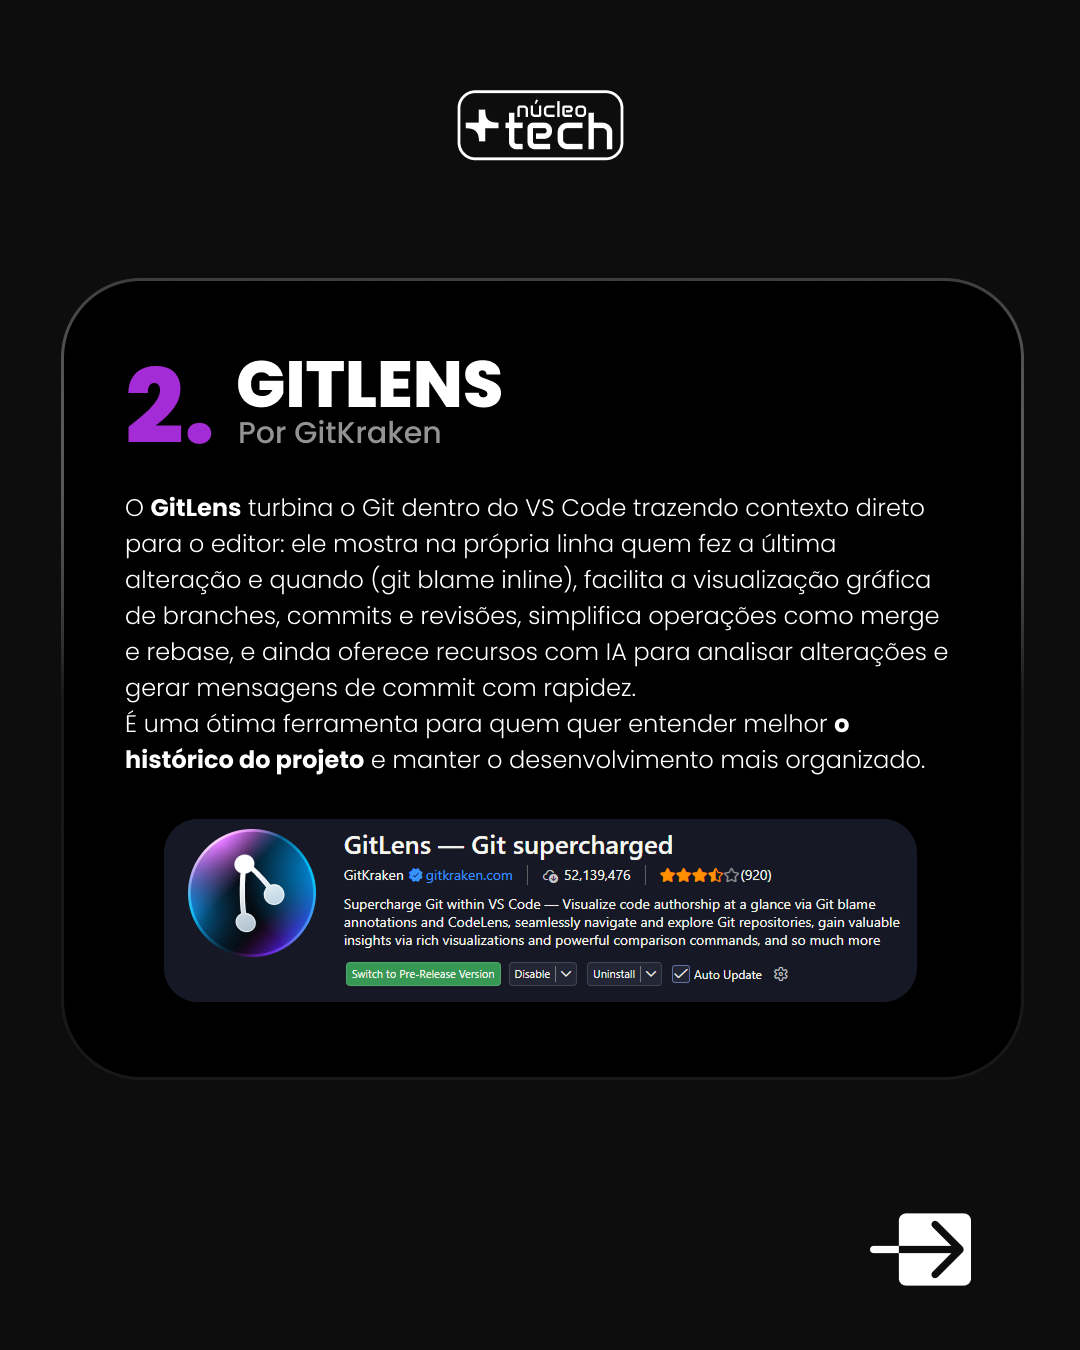 núcleo
tech
2. GITLENS
Por GitKraken
O GitLens turbina o Git dentro do VS Code trazendo contexto direto
para o editor: ele mostra na própria linha quem fez a última
alteração e quando (git blame inline), facilita a visualização gráfica
de branches, commits e revisões, simplifica operações como merge
e rebase, e ainda oferece recursos com IA para analisar alterações e
gerar mensagens de commit com rapidez.
É uma ótima ferramenta para quem quer entender melhor o
histórico do projeto e manter o desenvolvimento mais organizado.
GitLens — Git supercharged
GitKraken gitkraken.com 52,139,476 (920)
Supercharge Git within VS Code — Visualize code authorship at a glance via Git blame
annotations and CodeLens, seamlessly navigate and explore Git repositories, gain valuable
insights via rich visualizations and powerful comparison commands, and so much more
Switch to Pre-Release Version Disable Uninstall Auto Update